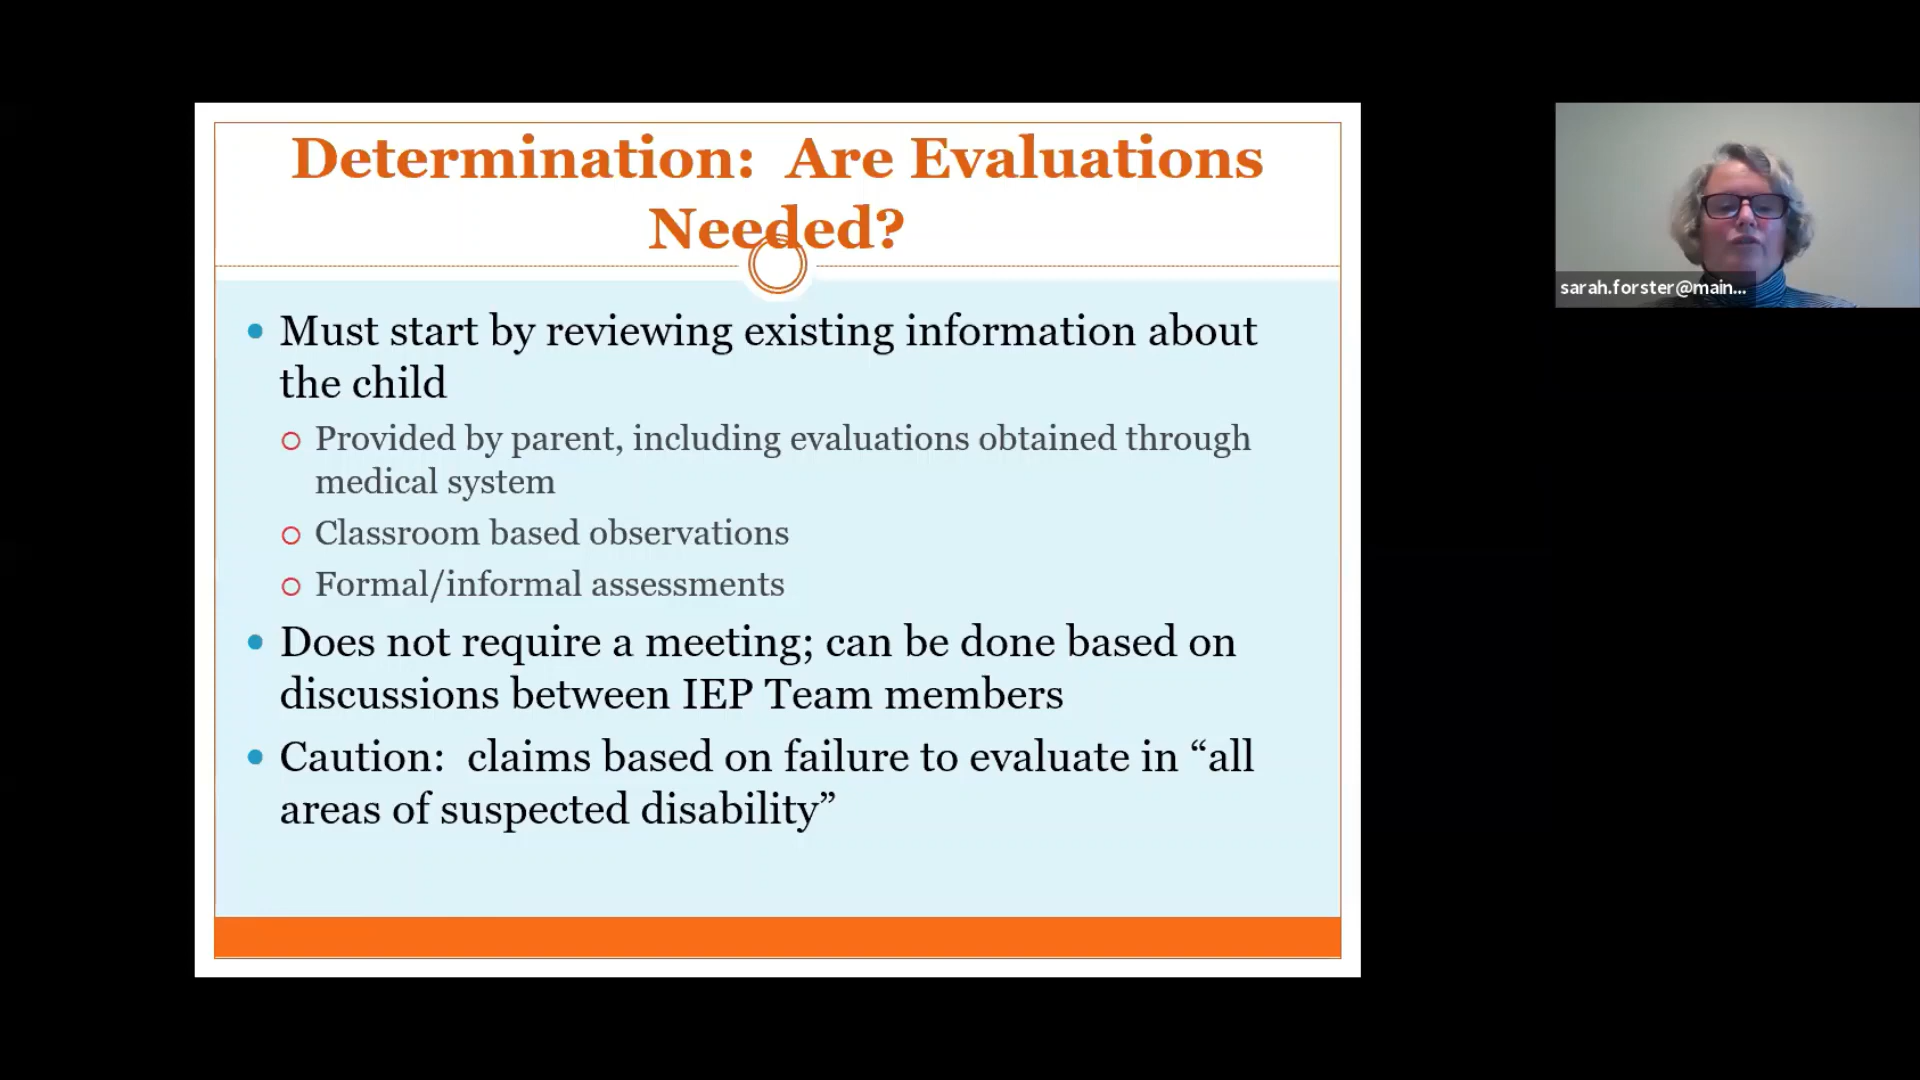 Determination:  Are Evaluations
Needed?
• Must start by reviewing existing information about
the child
o Provided by parent, including evaluations obtained through
medical system
o Classroom based observations
o Formal/informal assessments
• Does not require a meeting; can be done based on
discussions between IEP Team members
• Caution:  claims based on failure to evaluate in “all
areas of suspected disability”
sarah.forster@main...